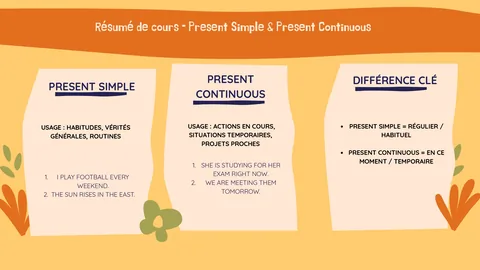 Résumé de cours - Present Simple & Present Continuous
PRESENT SIMPLE
USAGE : HABITUDES, VÉRITÉS
GÉNÉRALES, ROUTINES
1. I PLAY FOOTBALL EVERY
WEEKEND.
2. THE SUN RISES IN THE EAST.
PRESENT
CONTINUOUS
USAGE : ACTIONS EN COURS,
SITUATIONS TEMPORAIRES,
PROJETS PROCHES
1. SHE IS STUDYING FOR HER
EXAM RIGHT NOW.
2. WE ARE MEETING THEM
TOMORROW.
DIFFÉRENCE CLÉ
• PRESENT SIMPLE = RÉGULIER /
HABITUEL
• PRESENT CONTINUOUS = EN CE
MOMENT / TEMPORAIRE